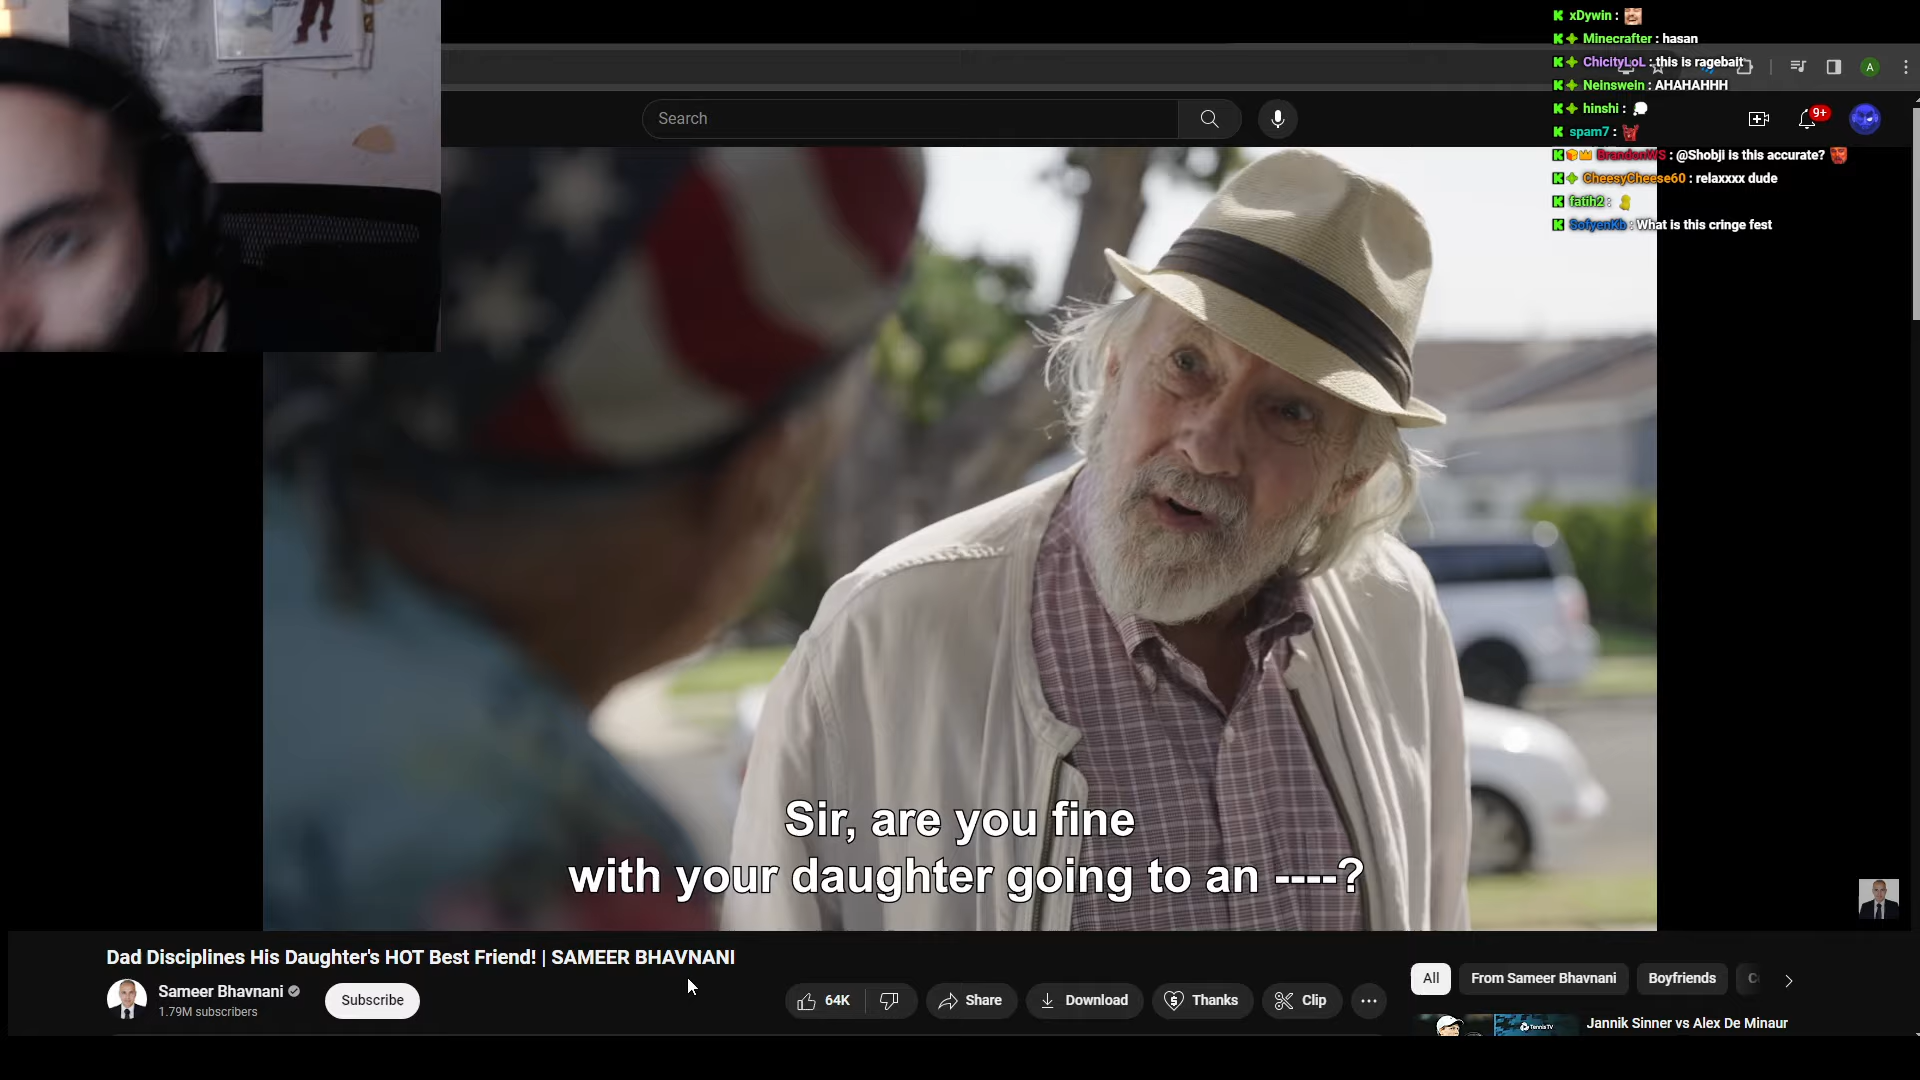 xDywin :
Minecrafter : hasan
ChicityLoL : this is ragebait
Neinswein : AHAHAHHH
hinshi :
spam7 :
BrandonWS : @Shobji is this accurate?
CheesyCheese60 : relaxxxx dude
fatih2 :
SofyenKb : What is this cringe fest
A
Search
9+
Sir, are you fine
with your daughter going to an ----?
Dad Disciplines His Daughter's HOT Best Friend! | SAMEER BHAVNANI
Sameer Bhavnani
1.79M subscribers
Subscribe
64K
Share
Download
Thanks
Clip
All
From Sameer Bhavnani
Boyfriends
TennisTV
Jannik Sinner vs Alex De Minaur